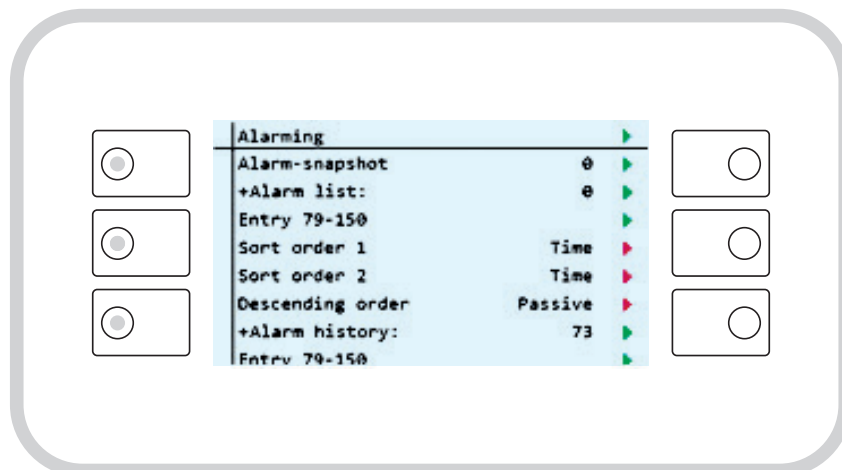 Alarming
Alarm-snapshot 0
+Alarm list: 0
Entry 79-150
Sort order 1 Time
Sort order 2 Time
Descending order Passive
+Alarm history: 73
Entry 79-150